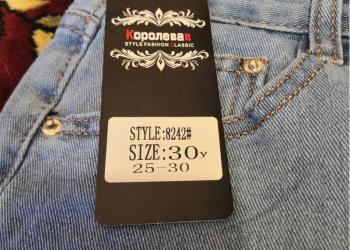 Королевав
STYLE FASHION CLASSIC
STYLE:8242#
SIZE:30y
25-30